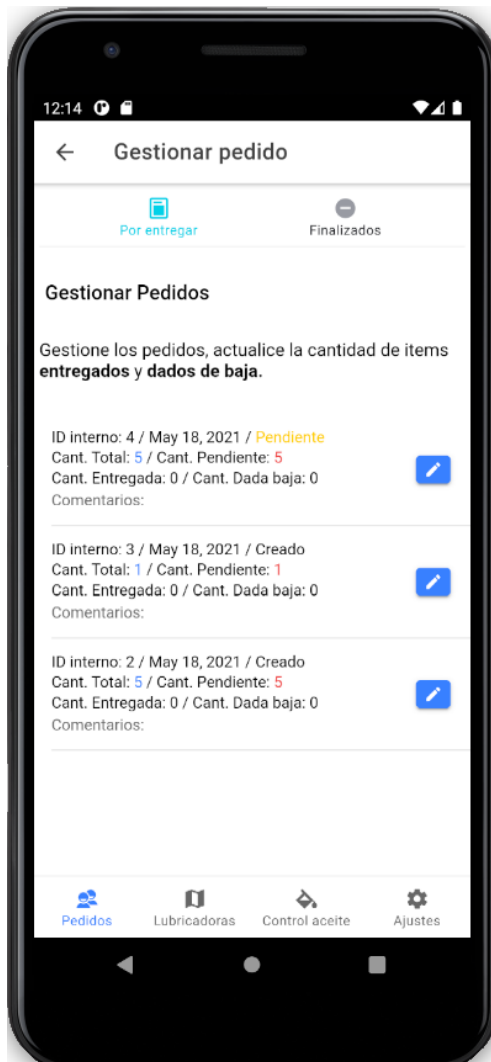 12:14
Gestionar pedido
Por entregar
Finalizados
Gestionar Pedidos
Gestione los pedidos, actualice la cantidad de items
entregados y dados de baja.
ID interno: 4 / May 18, 2021 / Pendiente
Cant. Total: 5 / Cant. Pendiente: 5
Cant. Entregada: 0 / Cant. Dada baja: 0
Comentarios:
ID interno: 3 / May 18, 2021 / Creado
Cant. Total: 1 / Cant. Pendiente: 1
Cant. Entregada: 0 / Cant. Dada baja: 0
Comentarios:
ID interno: 2 / May 18, 2021 / Creado
Cant. Total: 5 / Cant. Pendiente: 5
Cant. Entregada: 0 / Cant. Dada baja: 0
Comentarios:
Pedidos
Lubricadoras
Control aceite
Ajustes